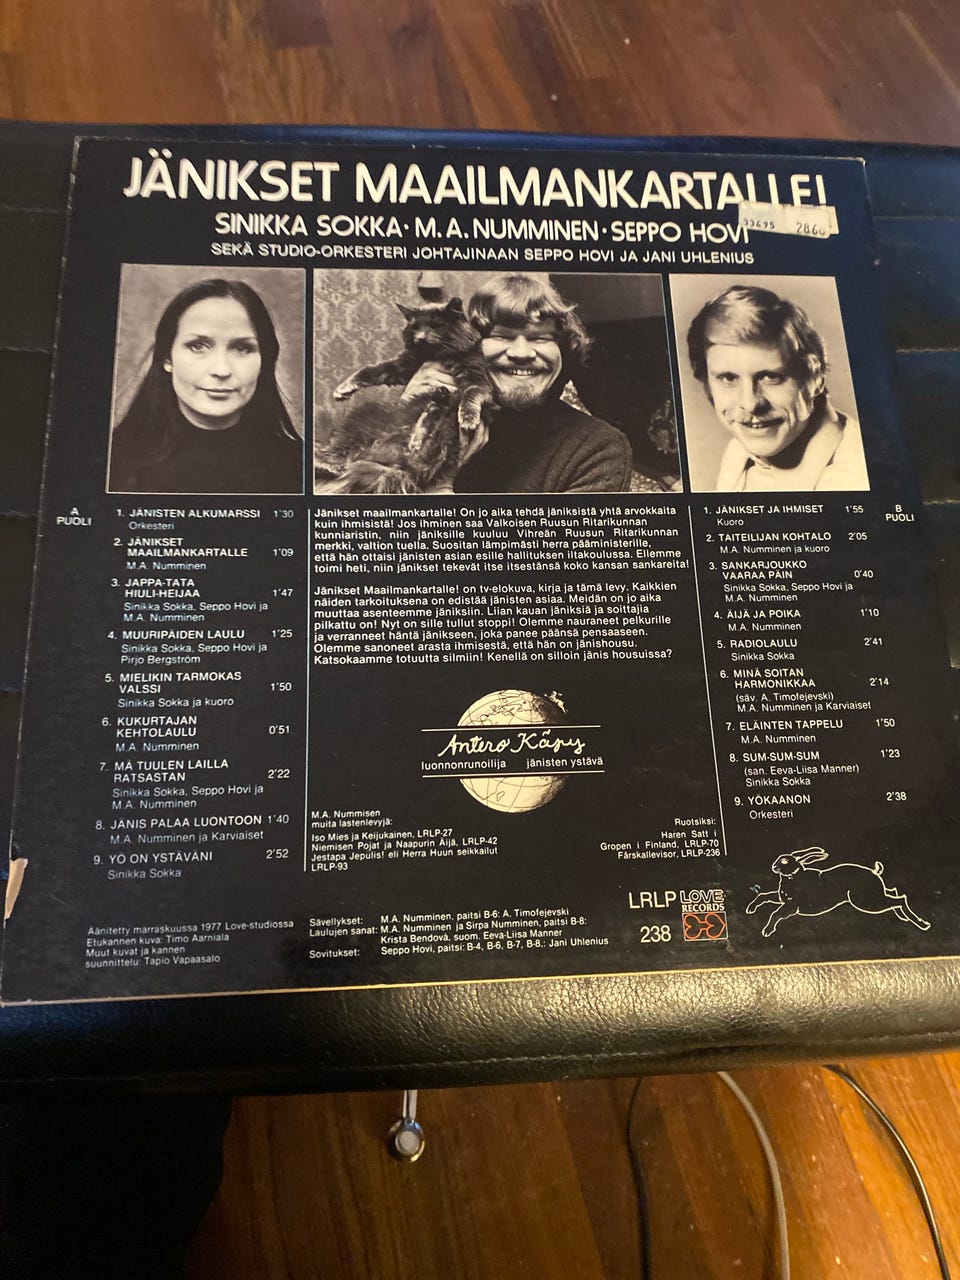 JÄNIKSET MAAILMANKARTALLE!
SINIKKA SOKKA · M.A. NUMMINEN · SEPPO HOVI
33495 2860
SEKÄ STUDIO-ORKESTERI JOHTAJINAAN SEPPO HOVI JA JANI UHLENIUS
A
PUOLI
1. JÄNISTEN ALKUMARSSI 1'30
Orkesteri
2. JÄNIKSET
MAAILMANKARTALLE 1'09
M.A. Numminen
3. JAPPA-TATA
HIULI-HEIJAA 1'47
Sinikka Sokka, Seppo Hovi ja
M.A. Numminen
4. MUURIPÄIDEN LAULU 1'25
Sinikka Sokka, Seppo Hovi ja
Pirjo Bergström
5. MIELIKIN TARMOKAS
VALSSI 1'50
Sinikka Sokka ja kuoro
6. KUKURTAJAN
KEHTOLAULU 0'51
M.A. Numminen
7. MÄ TUULEN LAILLA
RATSASTAN 2'22
Sinikka Sokka, Seppo Hovi ja
M.A. Numminen
8. JÄNIS PALAA LUONTOON 1'40
M.A. Numminen ja Karviaiset
9. YÖ ON YSTÄVÄNI 2'52
Sinikka Sokka
Jänikset maailmankartalle! On jo aika tehdä jäniksistä yhtä arvokkaita
kuin ihmisistä! Jos ihminen saa Valkoisen Ruusun Ritarikunnan
kunniaristin, niin jäniksille kuuluu Vihreän Ruusun Ritarikunnan
merkki, valtion tuella. Suositan lämpimästi herra pääministerille,
että hän ottaisi jänisten asian esille hallituksen iltakoulussa. Ellemme
toimi heti, niin jänikset tekevät itse itsestänsä koko kansan sankareita!
Jänikset Maailmankartalle! on tv-elokuva, kirja ja tämä levy. Kaikkien
näiden tarkoituksena on edistää jänisten asiaa. Meidän on jo aika
muuttaa asenteemme jäniksiin. Liian kauan jäniksiä ja soittajia
pilkattu on! Nyt on sille tullut stoppi! Olemme nauraneet pelkurille
ja verranneet häntä jänikseen, joka panee päänsä pensaaseen.
Olemme sanoneet arasta ihmisestä, että hän on jänishousu.
Katsokaamme totuutta silmiin! Kenellä on silloin jänis housuissa?
Antero Käpy
luonnonrunoilija jänisten ystävä
M.A. Nummisen
muita lastenlevyjä:
Iso Mies ja Keijukainen, LRLP-27
Niemisen Pojat ja Naapurin Äijä, LRLP-42
Jestapa Jepulis! eli Herra Huun seikkailut
LRLP-93
Ruotsiksi:
Haren Satt i
Gropen i Finland, LRLP-70
Fårskallevisor, LRLP-236
B
PUOLI
1. JÄNIKSET JA IHMISET 1'55
Kuoro
2. TAITEILIJAN KOHTALO 2'05
M.A. Numminen ja kuoro
3. SANKARJOUKKO
VAARAA PÄIN 0'40
Sinikka Sokka, Seppo Hovi ja
M.A. Numminen
4. ÄIJÄ JA POIKA 1'10
M.A. Numminen
5. RADIOLAULU 2'41
Sinikka Sokka
6. MINÄ SOITAN
HARMONIKKAA 2'14
(säv. A. Timofejevski)
M.A. Numminen ja Karviaiset
7. ELÄINTEN TAPPELU 1'50
M.A. Numminen
8. SUM-SUM-SUM 1'23
(san. Eeva-Liisa Manner)
Sinikka Sokka
9. YÖKAANON 2'38
Orkesteri
Äänitetty marraskuussa 1977 Love-studiossa
Etukannen kuva: Timo Aarniala
Muut kuvat ja kannen
suunnittelu: Tapio Vapaasalo
Sävellykset: M.A. Numminen, paitsi B-6: A. Timofejevski
Laulujen sanat: M.A. Numminen ja Sirpa Numminen, paitsi B-8:
Krista Bendová, suom. Eeva-Liisa Manner
Sovitukset: Seppo Hovi, paitsi: B-4, B-6, B-7, B-8.: Jani Uhlenius
LRLP
238
LOVE
RECORDS